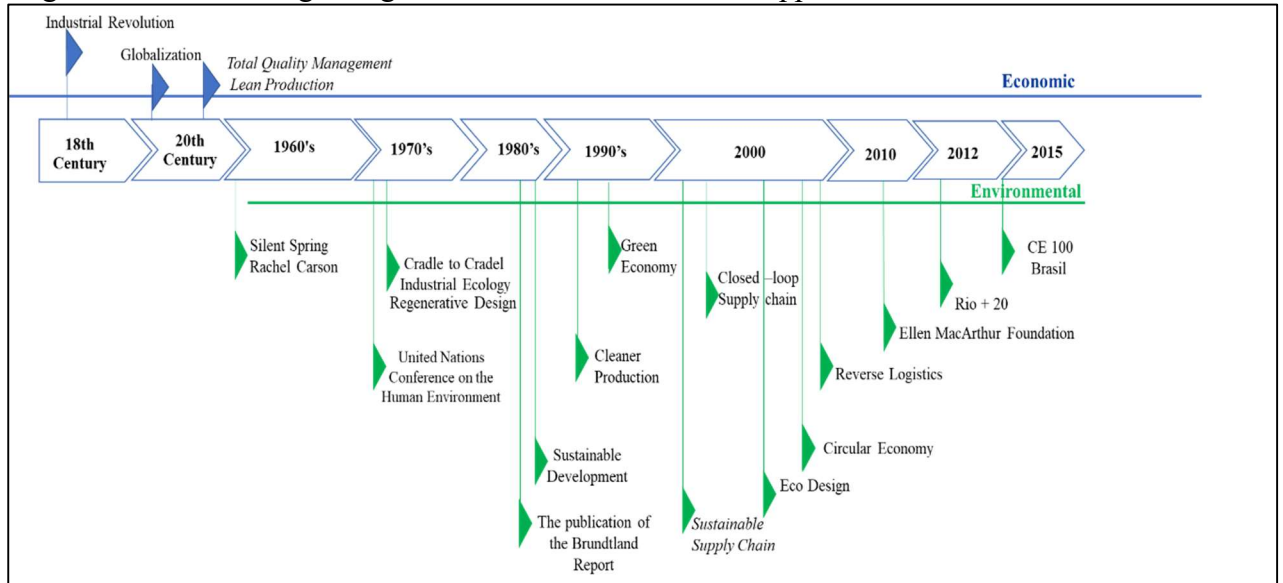 Industrial Revolution
Globalization
Total Quality Management
Lean Production
Economic
18th
Century
20th
Century
1960's
1970's
1980's
1990's
2000
2010
2012
2015
Environmental
Silent Spring
Rachel Carson
Cradle to Cradel
Industrial Ecology
Regenerative Design
United Nations
Conference on the
Human Environment
Green
Economy
Cleaner
Production
Sustainable
Development
The publication of
the Brundtland
Report
Closed –loop
Supply chain
Sustainable
Supply Chain
Eco Design
Circular Economy
Reverse Logistics
Ellen MacArthur Foundation
Rio + 20
CE 100
Brasil